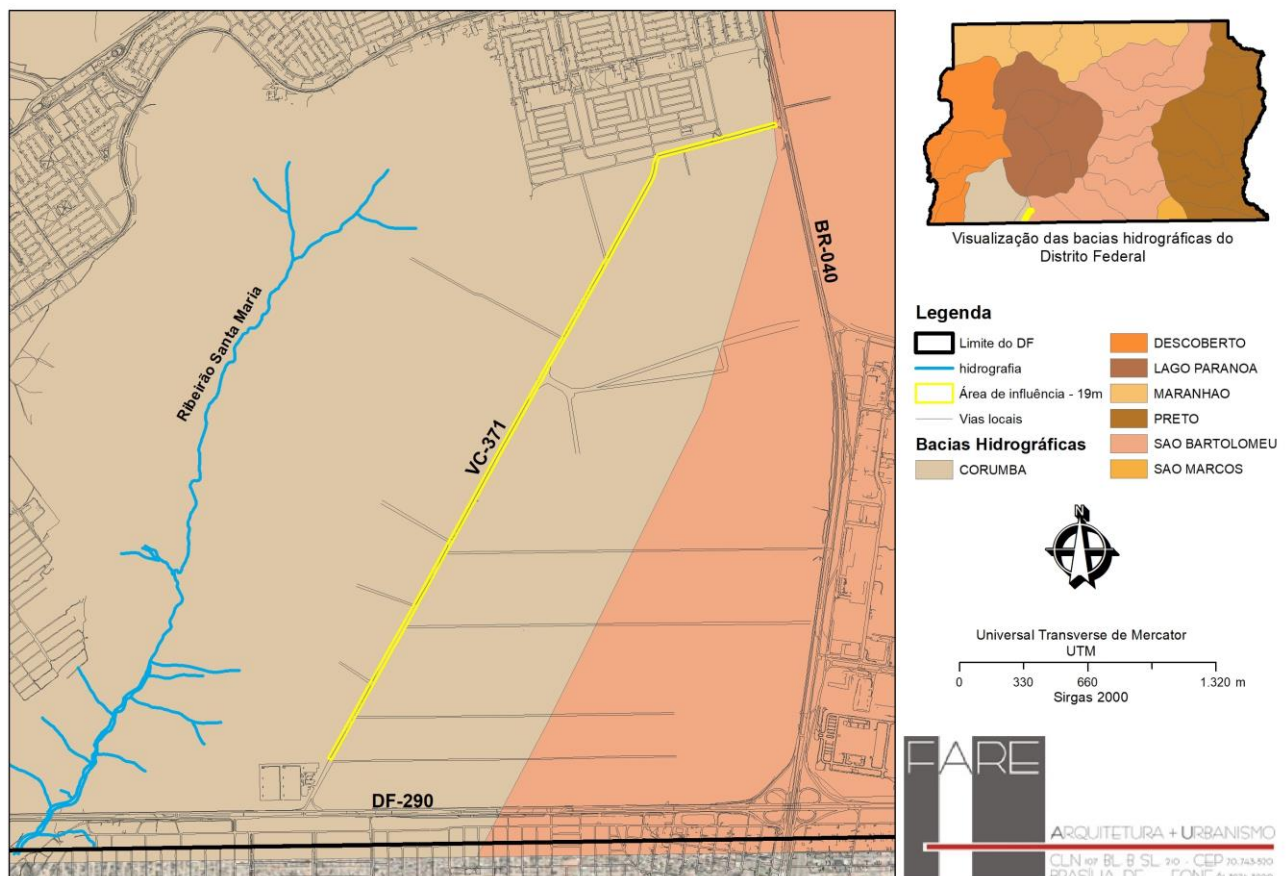 Ribeirão Santa Maria
VC-371
BR-040
DF-290
Visualização das bacias hidrográficas do
Distrito Federal
Legenda
Limite do DF
hidrografia
Área de influência - 19m
Vias locais
Bacias Hidrográficas
CORUMBA
DESCOBERTO
LAGO PARANOA
MARANHAO
PRETO
SAO BARTOLOMEU
SAO MARCOS
N
Universal Transverse de Mercator
UTM
0 330 660 1.320 m
Sirgas 2000
FARE
ARQUITETURA + URBANISMO
CLN 107 BL B SL 210 - CEP 70.743-520